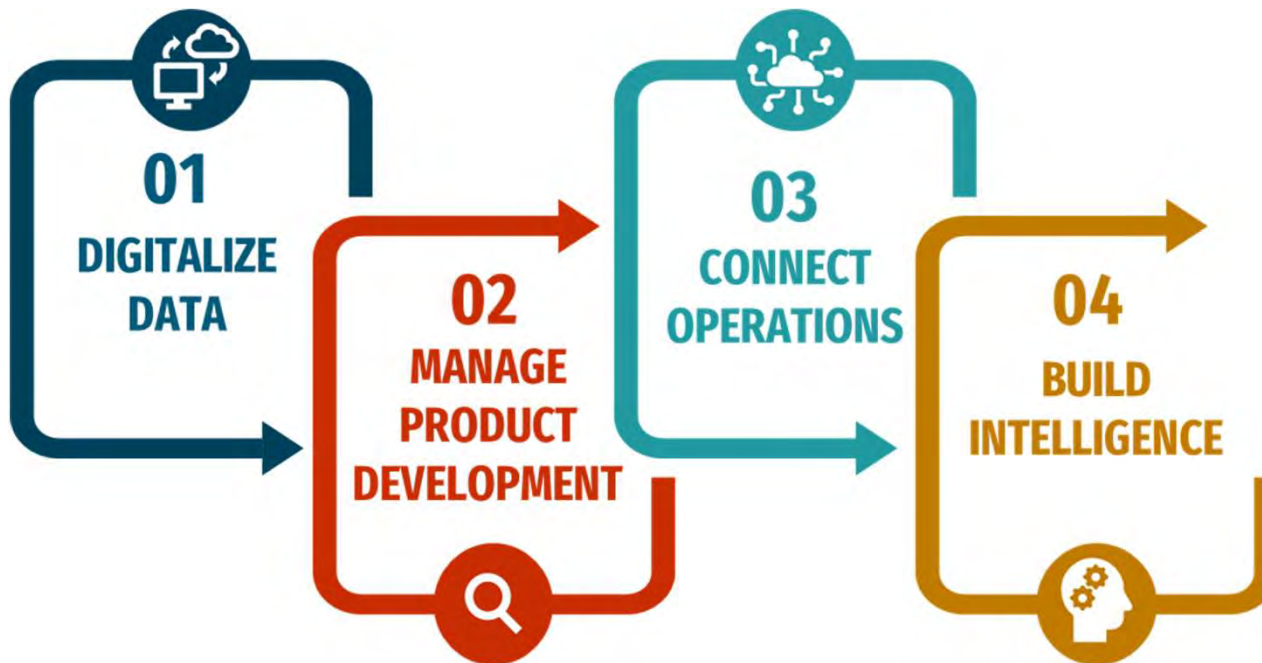 01
DIGITALIZE
DATA
02
MANAGE
PRODUCT
DEVELOPMENT
03
CONNECT
OPERATIONS
04
BUILD
INTELLIGENCE